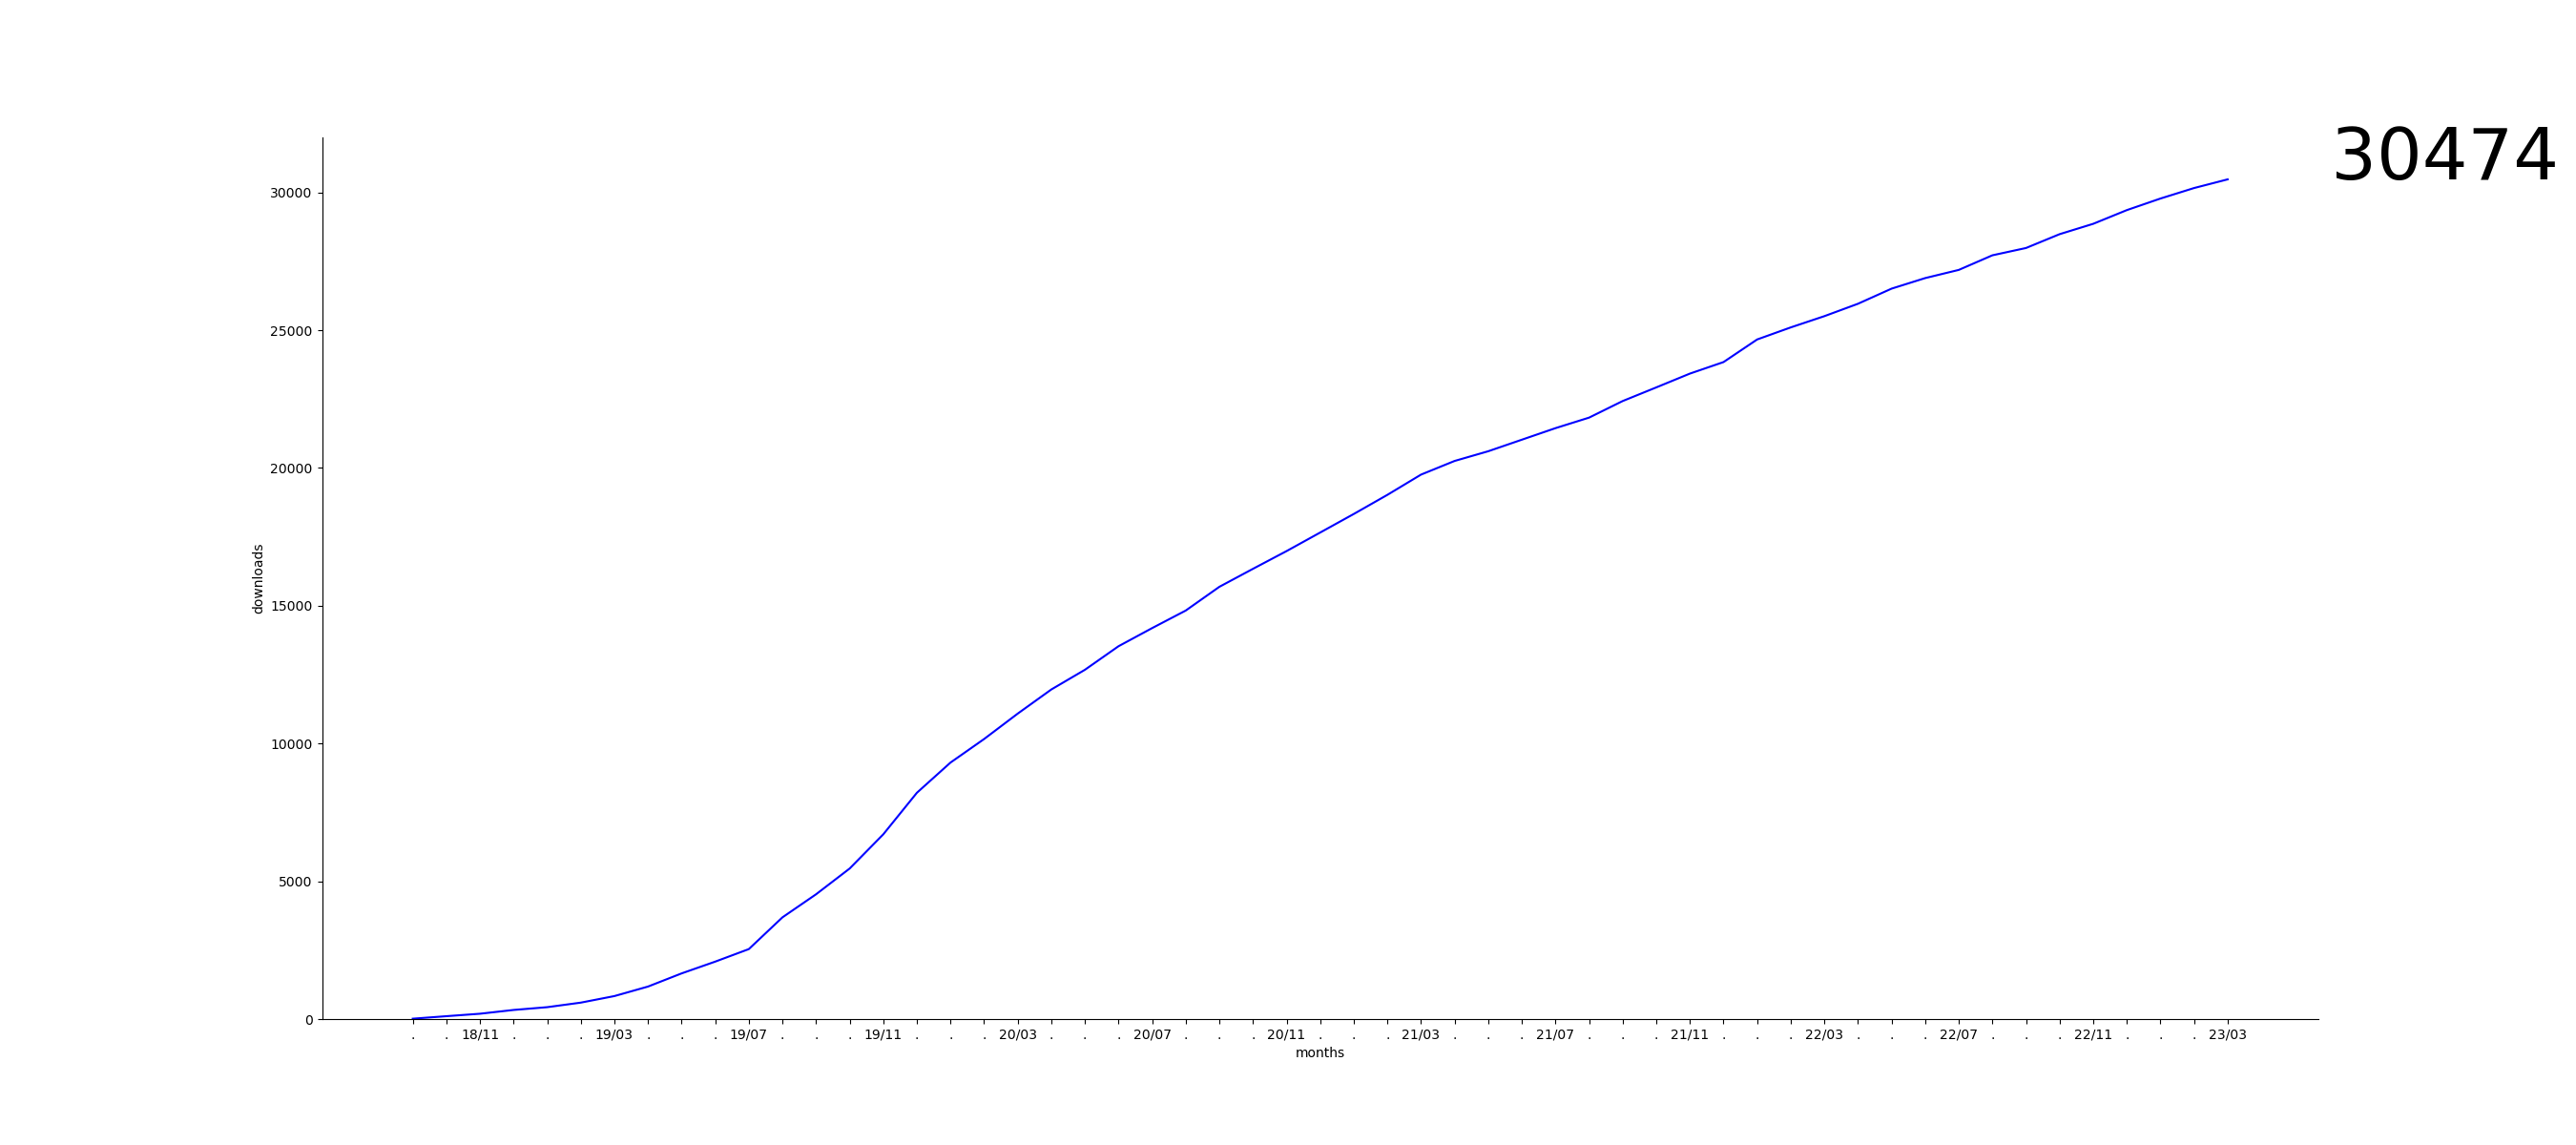 30474
30000
25000
20000
15000
10000
5000
0
downloads
. . 18/11 . . . 19/03 . . . 19/07 . . . 19/11 . . . 20/03 . . . 20/07 . . . 20/11 . . . 21/03 . . . 21/07 . . . 21/11 . . . 22/03 . . . 22/07 . . . 22/11 . . . 23/03
months